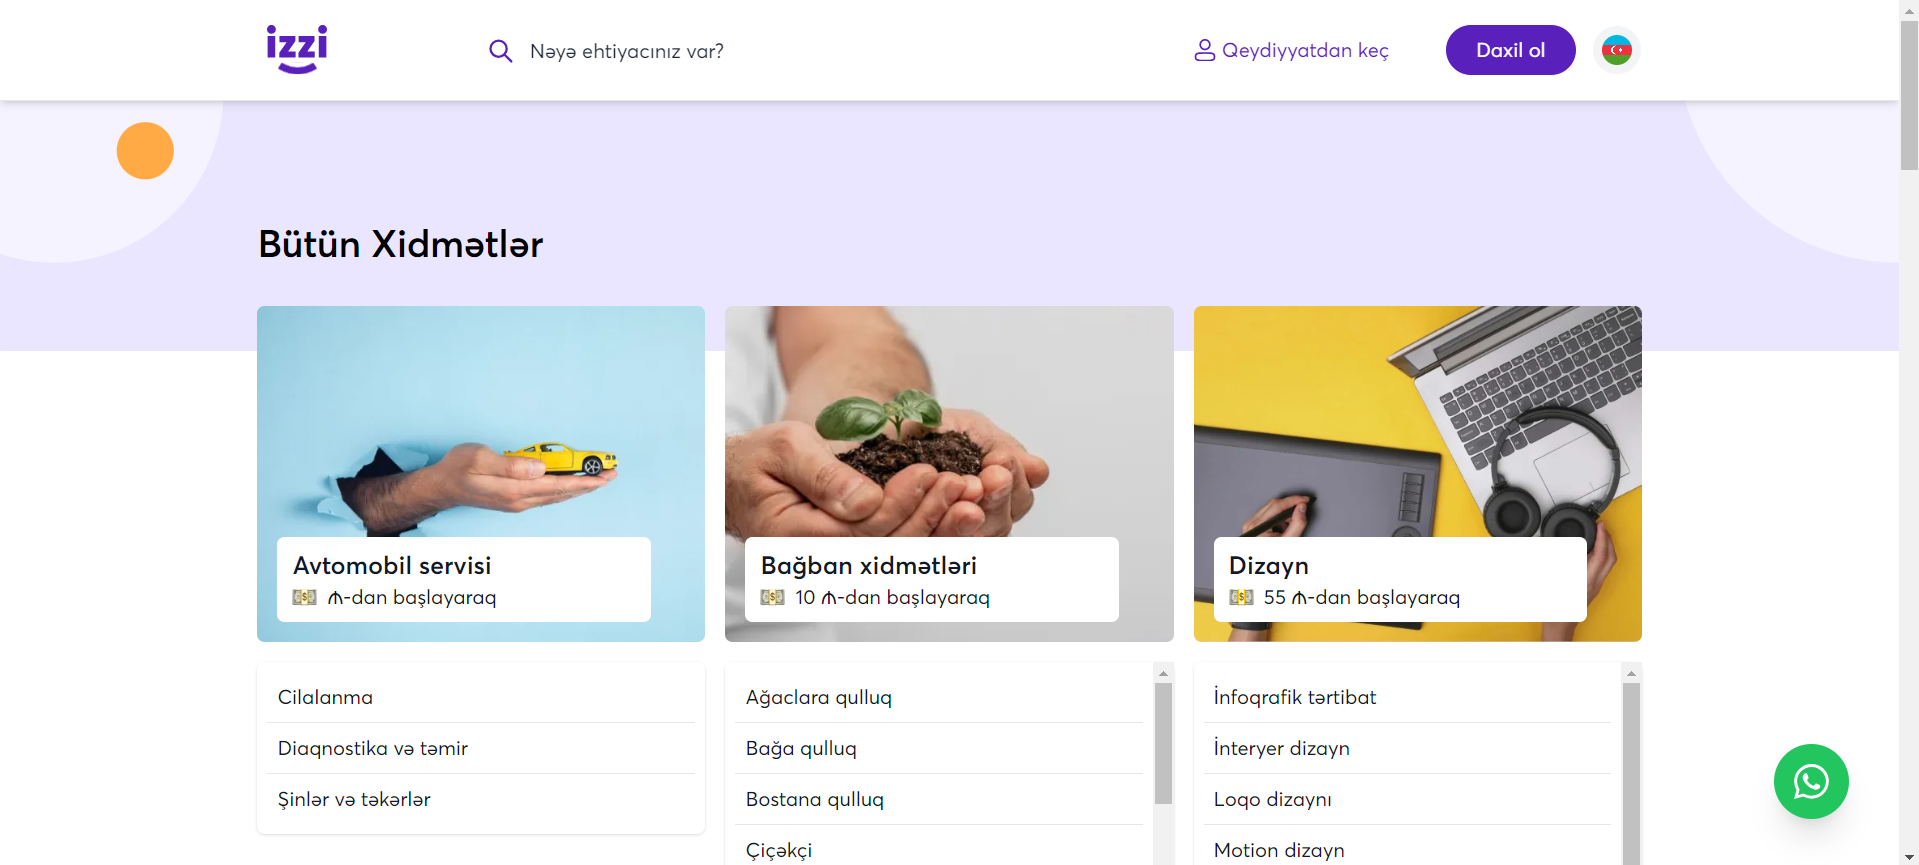 izzi
Nəyə ehtiyacınız var?
Qeydiyyatdan keç
Daxil ol
Bütün Xidmətlər
Avtomobil servisi
₼-dan başlayaraq
Bağban xidmətləri
10 ₼-dan başlayaraq
Dizayn
55 ₼-dan başlayaraq
Cilalanma
Diaqnostika və təmir
Şinlər və təkərlər
Ağaclara qulluq
Bağa qulluq
Bostana qulluq
Çiçəkçi
İnfoqrafik tərtibat
İnteryer dizayn
Loqo dizaynı
Motion dizayn